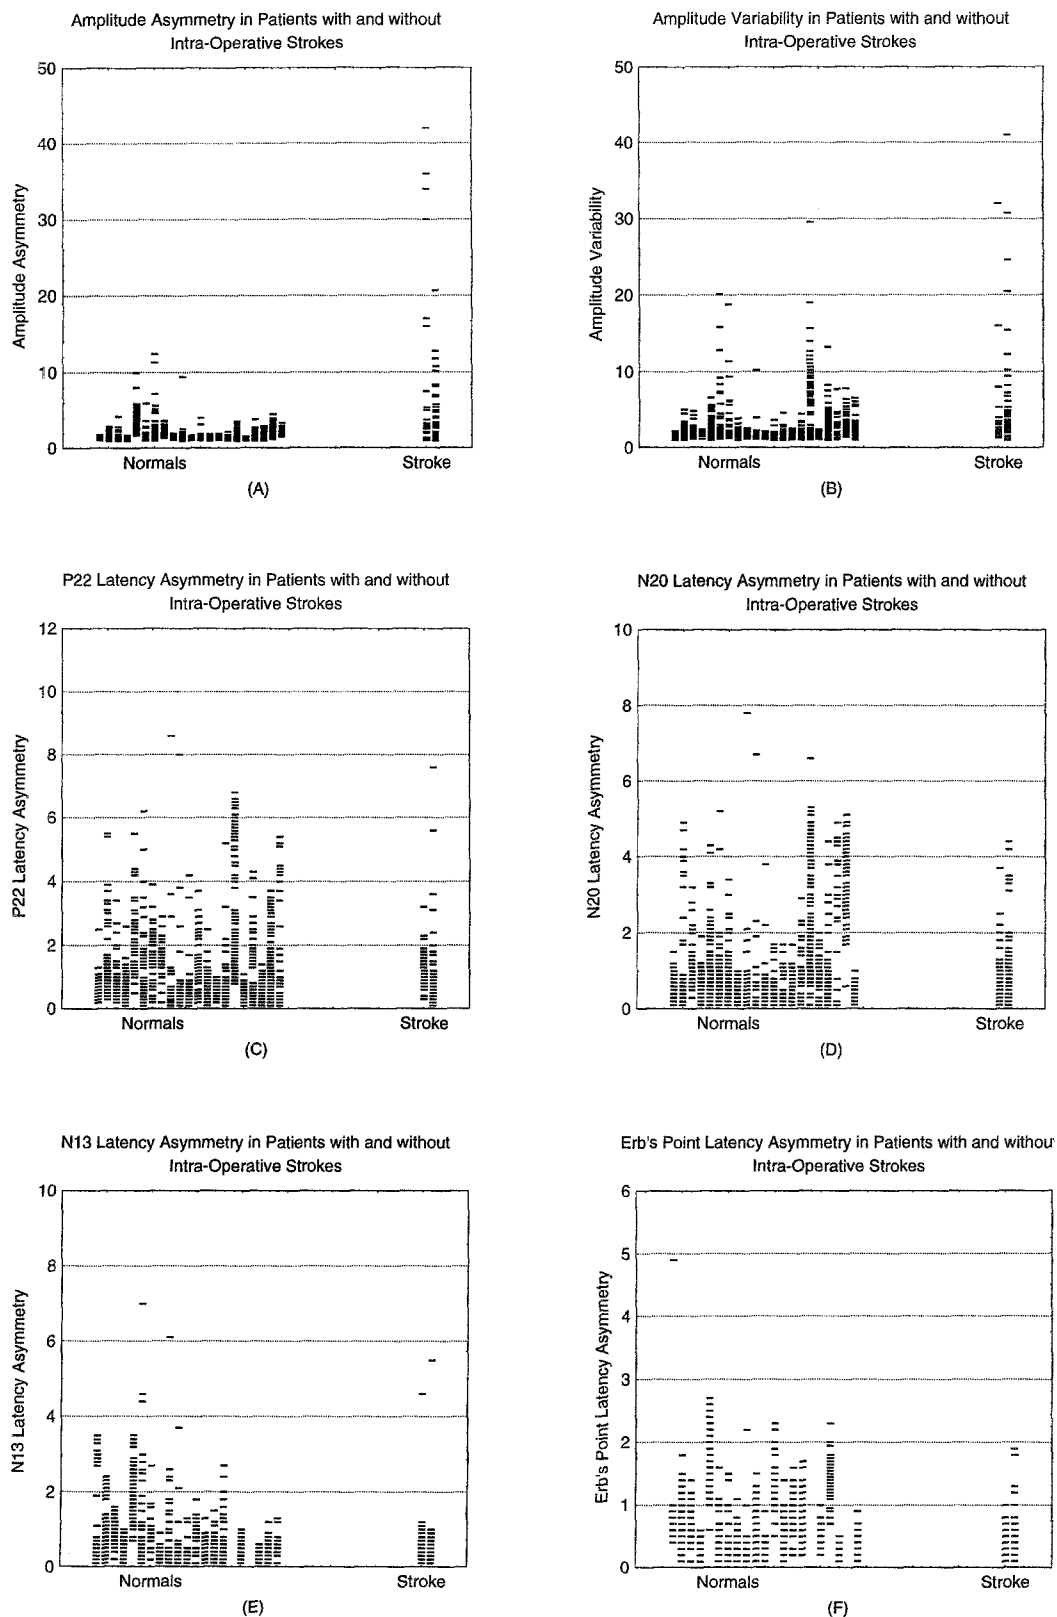 Amplitude Asymmetry in Patients with and without
Intra-Operative Strokes
50
40
30
20
10
0
Amplitude Asymmetry
Normals
Stroke
(A)
Amplitude Variability in Patients with and without
Intra-Operative Strokes
50
40
30
20
10
0
Amplitude Variability
Normals
Stroke
(B)
P22 Latency Asymmetry in Patients with and without
Intra-Operative Strokes
12
10
8
6
4
2
0
P22 Latency Asymmetry
Normals
Stroke
(C)
N20 Latency Asymmetry in Patients with and without
Intra-Operative Strokes
10
8
6
4
2
0
N20 Latency Asymmetry
Normals
Stroke
(D)
N13 Latency Asymmetry in Patients with and without
Intra-Operative Strokes
10
8
6
4
2
0
N13 Latency Asymmetry
Normals
Stroke
(E)
Erb's Point Latency Asymmetry in Patients with and without
Intra-Operative Strokes
6
5
4
3
2
1
0
Erb's Point Latency Asymmetry
Normals
Stroke
(F)